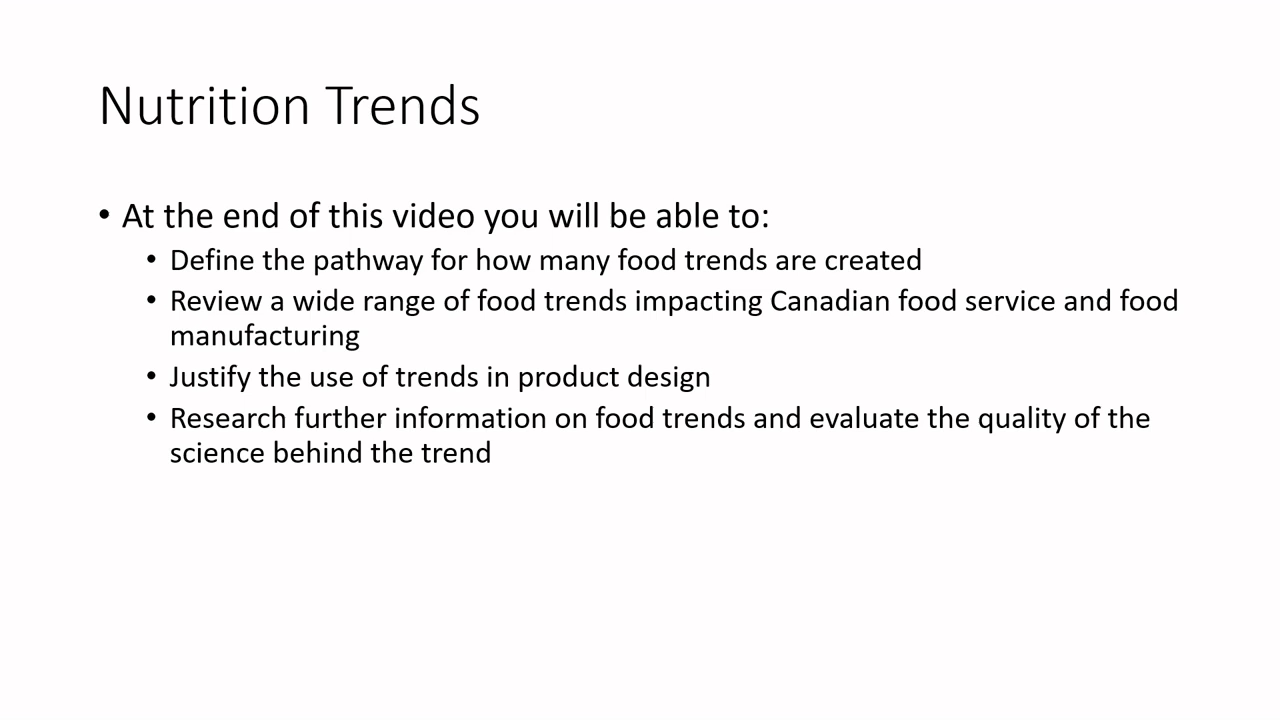 Nutrition Trends
• At the end of this video you will be able to:
• Define the pathway for how many food trends are created
• Review a wide range of food trends impacting Canadian food service and food
manufacturing
• Justify the use of trends in product design
• Research further information on food trends and evaluate the quality of the
science behind the trend